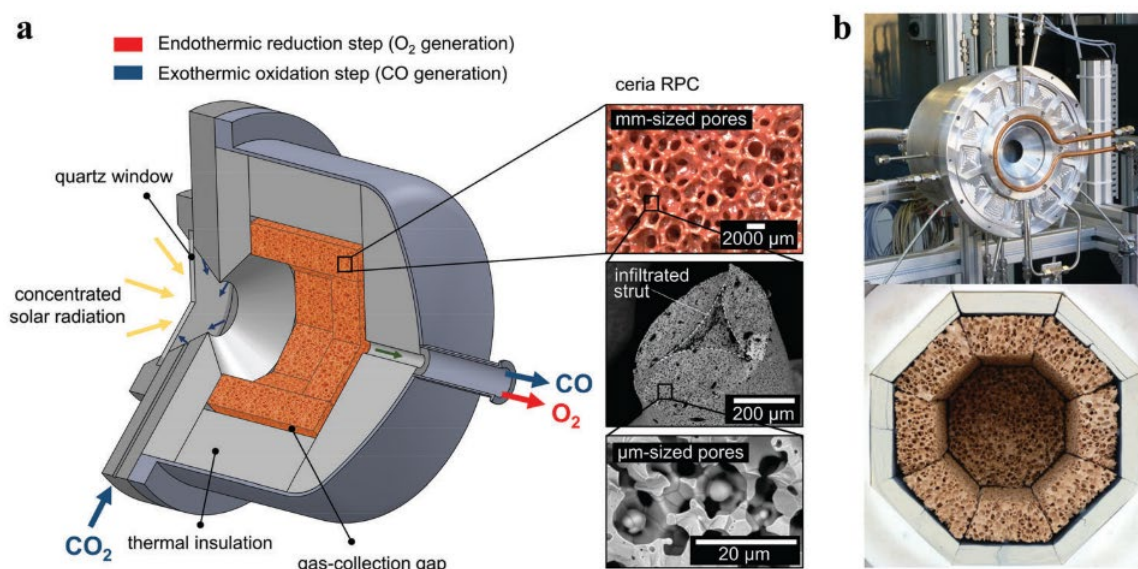 a
Endothermic reduction step (O₂ generation)
Exothermic oxidation step (CO generation)
quartz window
concentrated
solar radiation
CO₂
thermal insulation
gas-collection gap
CO
O₂
ceria RPC
mm-sized pores
2000 µm
infiltrated
strut
200 µm
µm-sized pores
20 µm
b